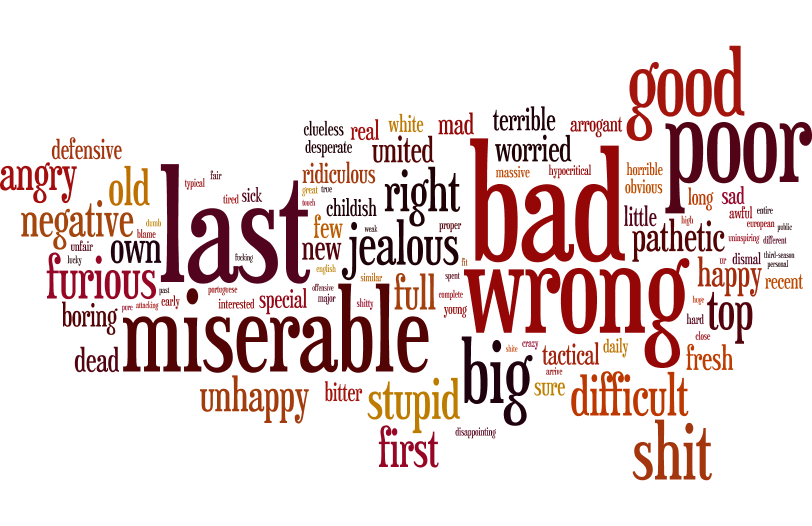 good
poor
terrible
arrogant
mad
white
real
clueless
desperate
united
worried
defensive
angry
old
typical
fair
tired
sick
ridiculous
great
true
touch
right
massive
hypocritical
horrible
obvious
long
sad
bad
last
negative
dumb
blame
unfair
own
lucky
fucking
childish
few
weak
new
jealous
proper
little
high
awful
entire
european
public
pathetic
uninspiring
different
furious
past
portuguese
english
similar
fit
spent
wrong
ur
dismal
third-season
personal
happy
recent
boring
pure
attacking
early
interested
special
offensive
major
shitty
full
complete
young
huge
hard
top
close
miserable
dead
big
shite
crazy
tactical
daily
arrive
fresh
unhappy
bitter
stupid
sure
difficult
first
disappointing
shit